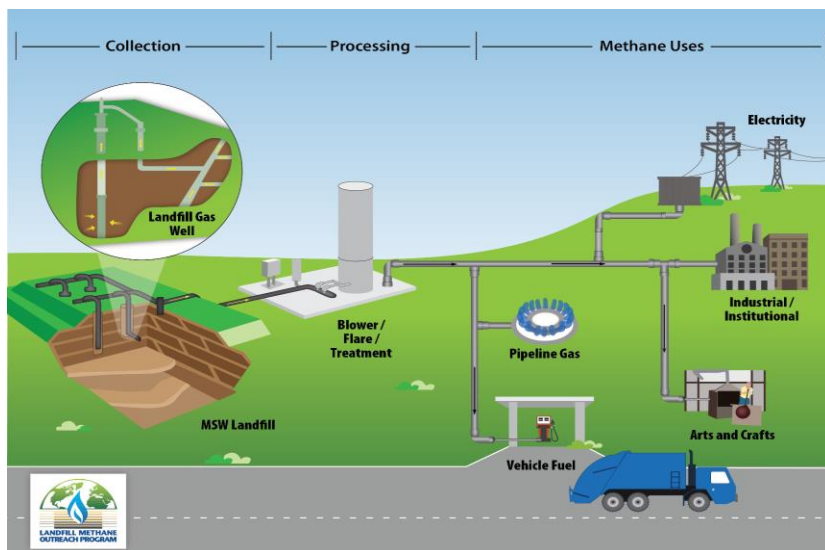 Collection
Processing
Methane Uses
Electricity
Landfill Gas
Well
Industrial /
Institutional
Blower /
Flare /
Treatment
Pipeline Gas
MSW Landfill
Arts and Crafts
Vehicle Fuel
LANDFILL METHANE
OUTREACH PROGRAM